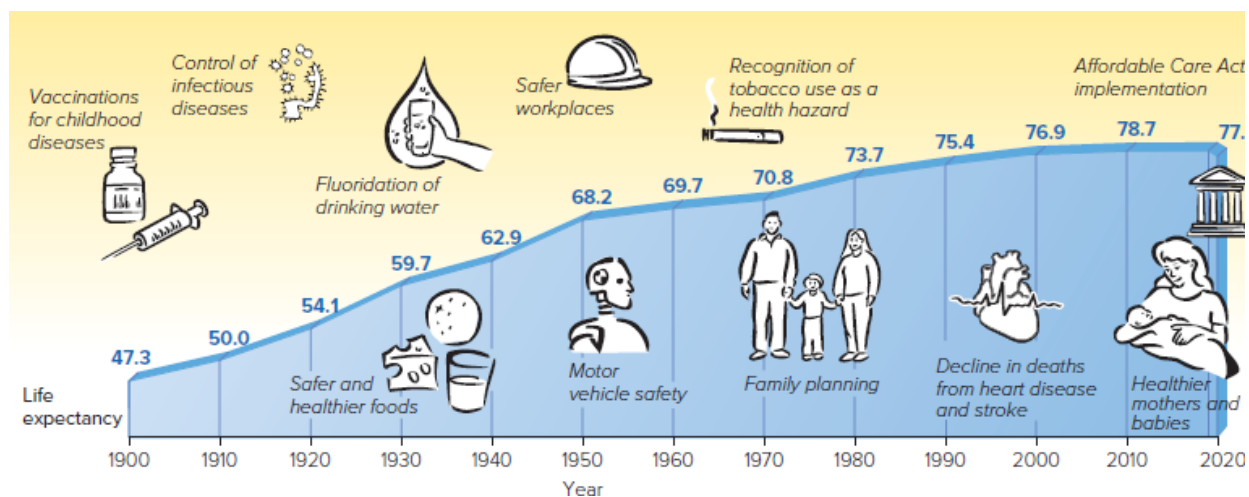 Vaccinations
for childhood
diseases
Control of
infectious
diseases
Fluoridation of
drinking water
Safer
workplaces
Recognition of
tobacco use as a
health hazard
Affordable Care Act
implementation
47.3
50.0
54.1
59.7
62.9
68.2
69.7
70.8
73.7
75.4
76.9
78.7
77.
Safer and
healthier foods
Motor
vehicle safety
Family planning
Decline in deaths
from heart disease
and stroke
Healthier
mothers and
babies
Life
expectancy
1900 1910 1920 1930 1940 1950 1960 1970 1980 1990 2000 2010 2020
Year